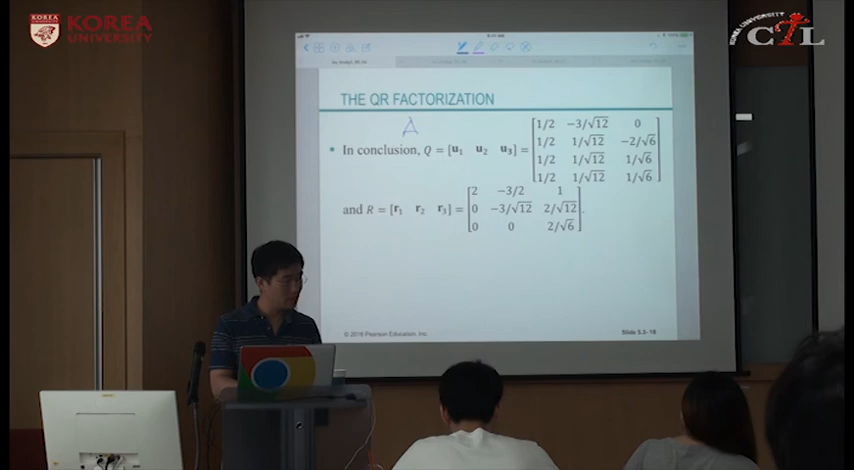 KOREA
UNIVERSITY
KOREA UNIVERSITY
CTL
THE QR FACTORIZATION
A
• In conclusion, Q = [u₁ u₂ u₃] = [1/2 −3/√12 0
1/2 1/√12 −2/√6
1/2 1/√12 1/√6
1/2 1/√12 1/√6]
and R = [r₁ r₂ r₃] = [2 −3/2 1
0 −3/√12 2/√12
0 0 2/√6].
© 2016 Pearson Education, Inc.
Slide 5.3- 18